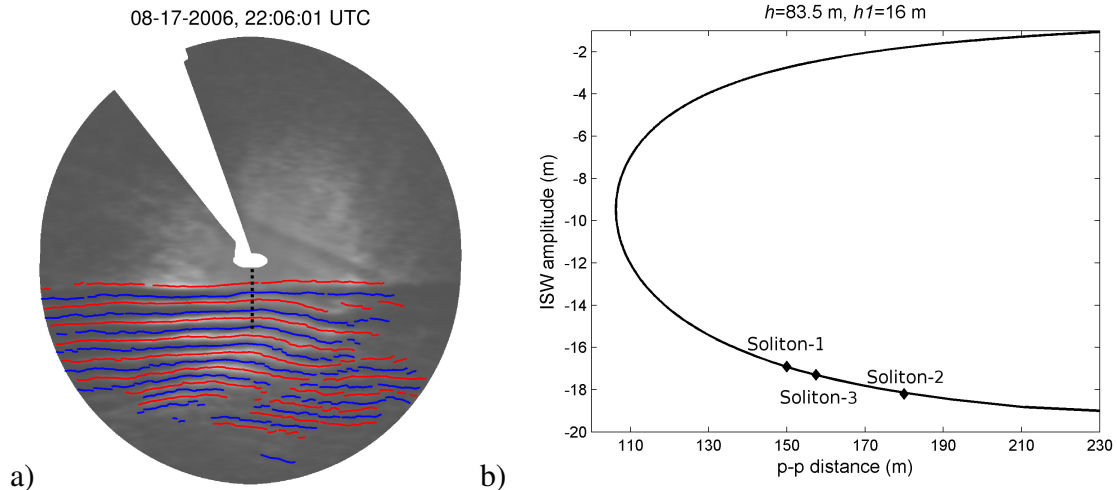 08-17-2006, 22:06:01 UTC
a)
h=83.5 m, h1=16 m
ISW amplitude (m)
-2
-4
-6
-8
-10
-12
-14
-16
-18
-20
Soliton-1
Soliton-2
Soliton-3
110 130 150 170 190 210 230
p-p distance (m)
b)